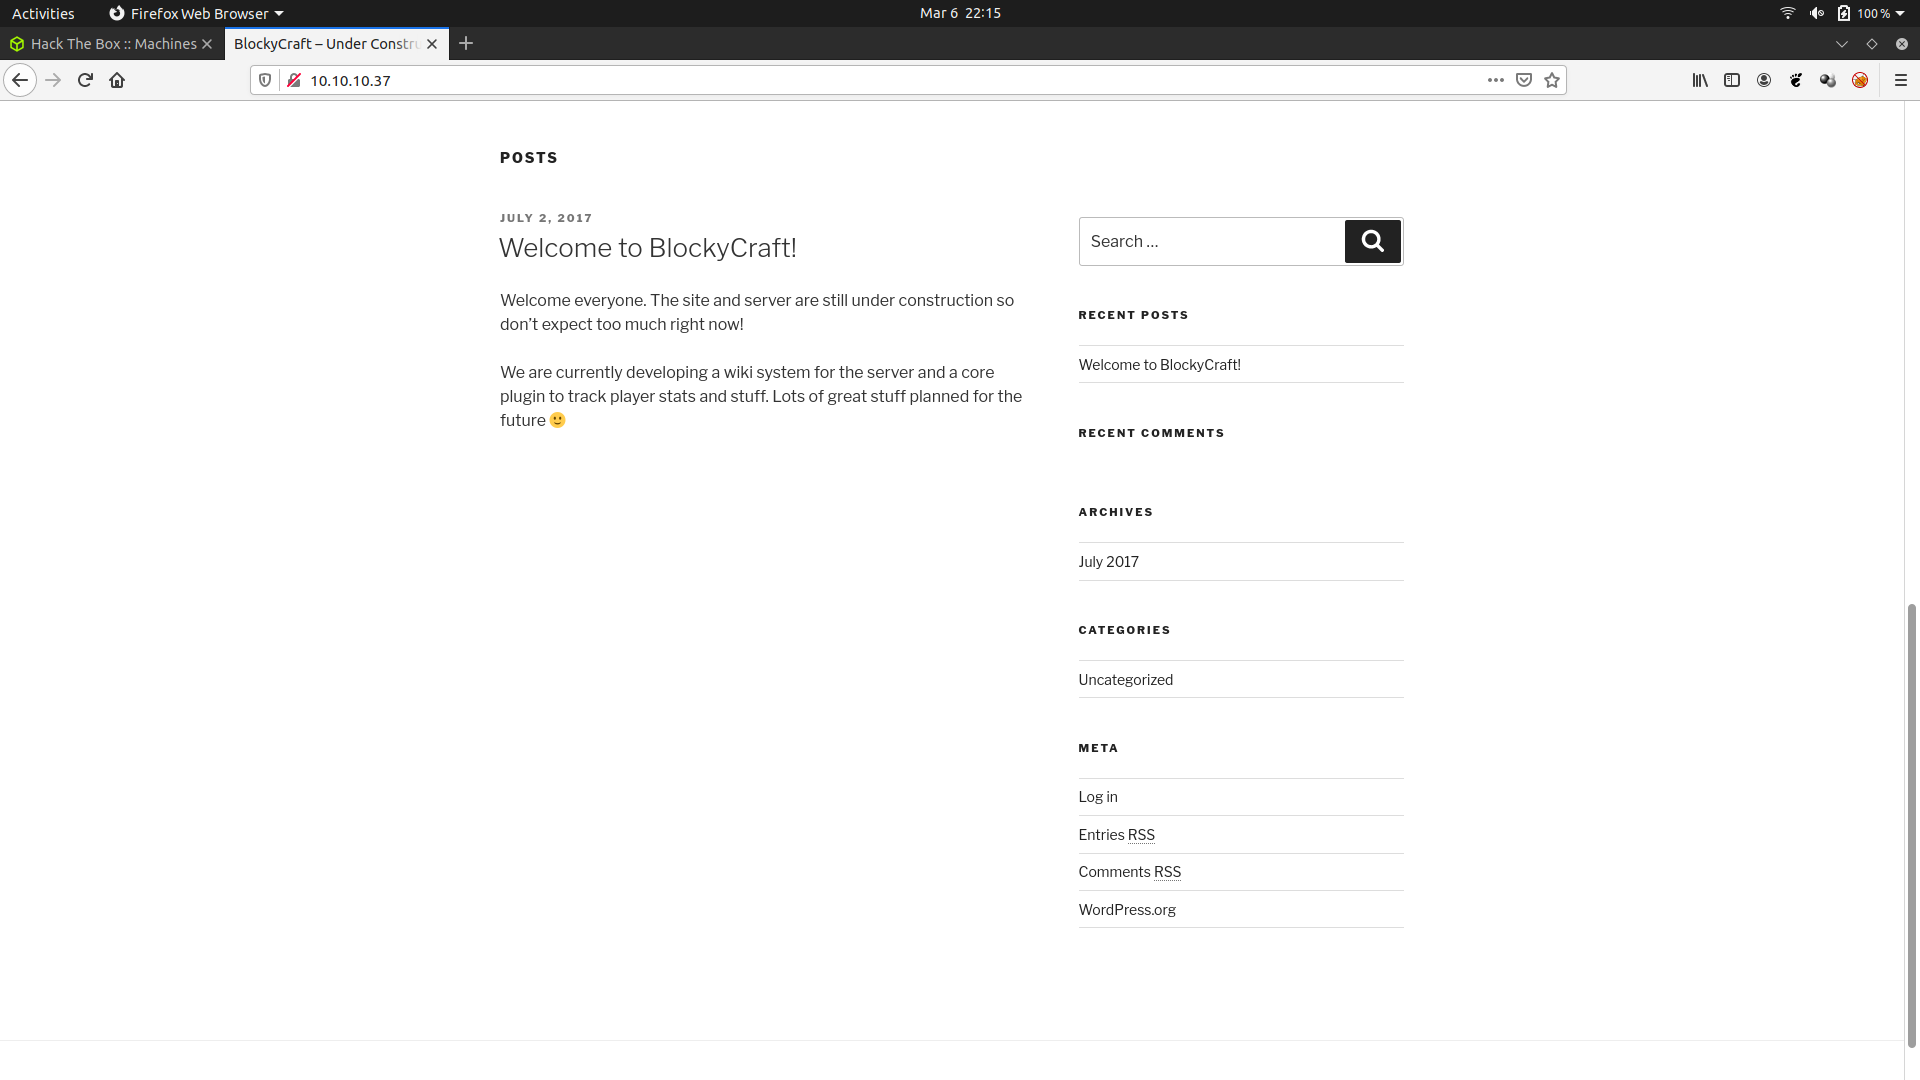 Activities
Firefox Web Browser
Mar 6 22:15
100 %
Hack The Box :: Machines
BlockyCraft – Under Constru
10.10.10.37
POSTS
JULY 2, 2017
Welcome to BlockyCraft!
Welcome everyone. The site and server are still under construction so
don’t expect too much right now!
We are currently developing a wiki system for the server and a core
plugin to track player stats and stuff. Lots of great stuff planned for the
future 🙂
Search …
RECENT POSTS
Welcome to BlockyCraft!
RECENT COMMENTS
ARCHIVES
July 2017
CATEGORIES
Uncategorized
META
Log in
Entries RSS
Comments RSS
WordPress.org